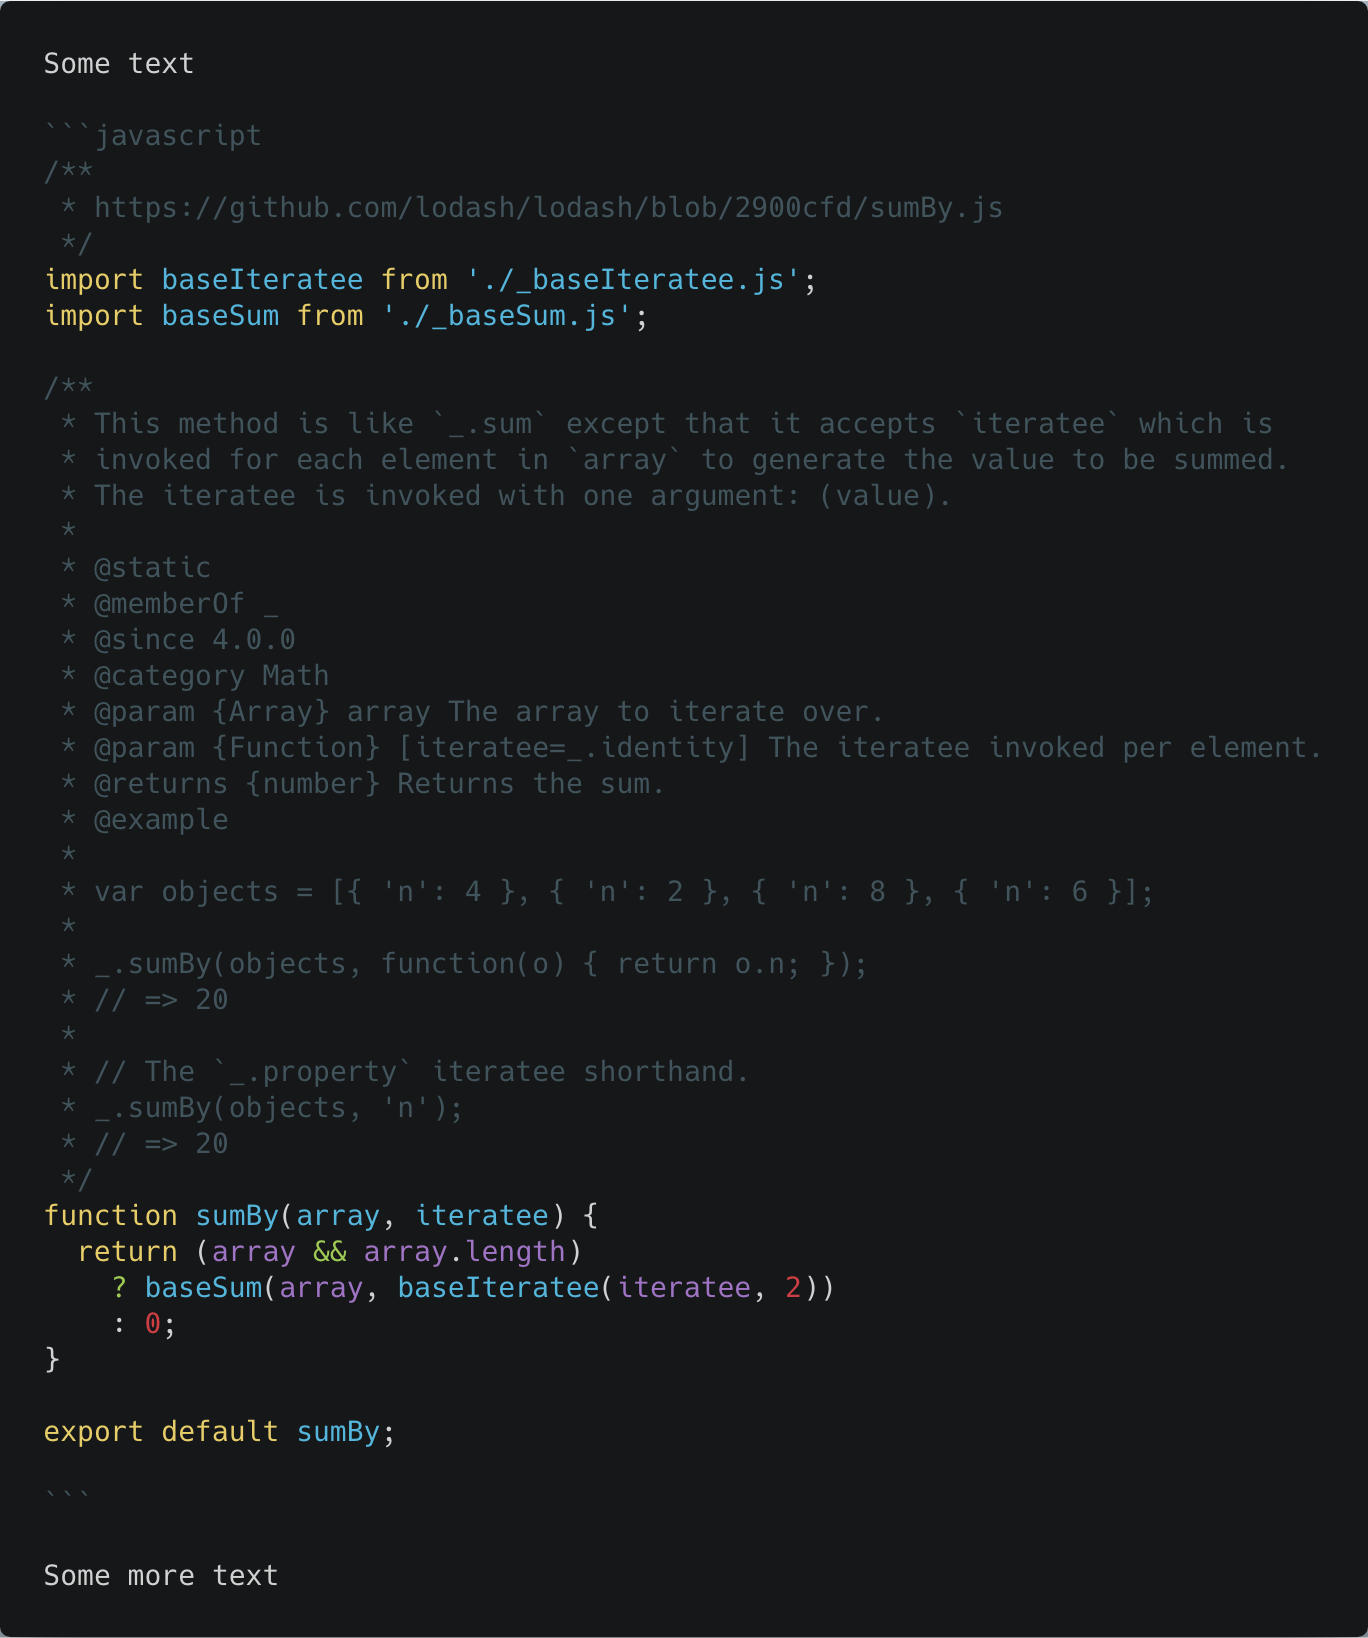 Some text

```javascript
/**
 * https://github.com/lodash/lodash/blob/2900cfd/sumBy.js
 */
import baseIteratee from './_baseIteratee.js';
import baseSum from './_baseSum.js';

/**
 * This method is like `_.sum` except that it accepts `iteratee` which is
 * invoked for each element in `array` to generate the value to be summed.
 * The iteratee is invoked with one argument: (value).
 *
 * @static
 * @memberOf _
 * @since 4.0.0
 * @category Math
 * @param {Array} array The array to iterate over.
 * @param {Function} [iteratee=_.identity] The iteratee invoked per element.
 * @returns {number} Returns the sum.
 * @example
 *
 * var objects = [{ 'n': 4 }, { 'n': 2 }, { 'n': 8 }, { 'n': 6 }];
 *
 * _.sumBy(objects, function(o) { return o.n; });
 * // => 20
 *
 * // The `_.property` iteratee shorthand.
 * _.sumBy(objects, 'n');
 * // => 20
 */
function sumBy(array, iteratee) {
  return (array && array.length)
    ? baseSum(array, baseIteratee(iteratee, 2))
    : 0;
}

export default sumBy;

```

Some more text